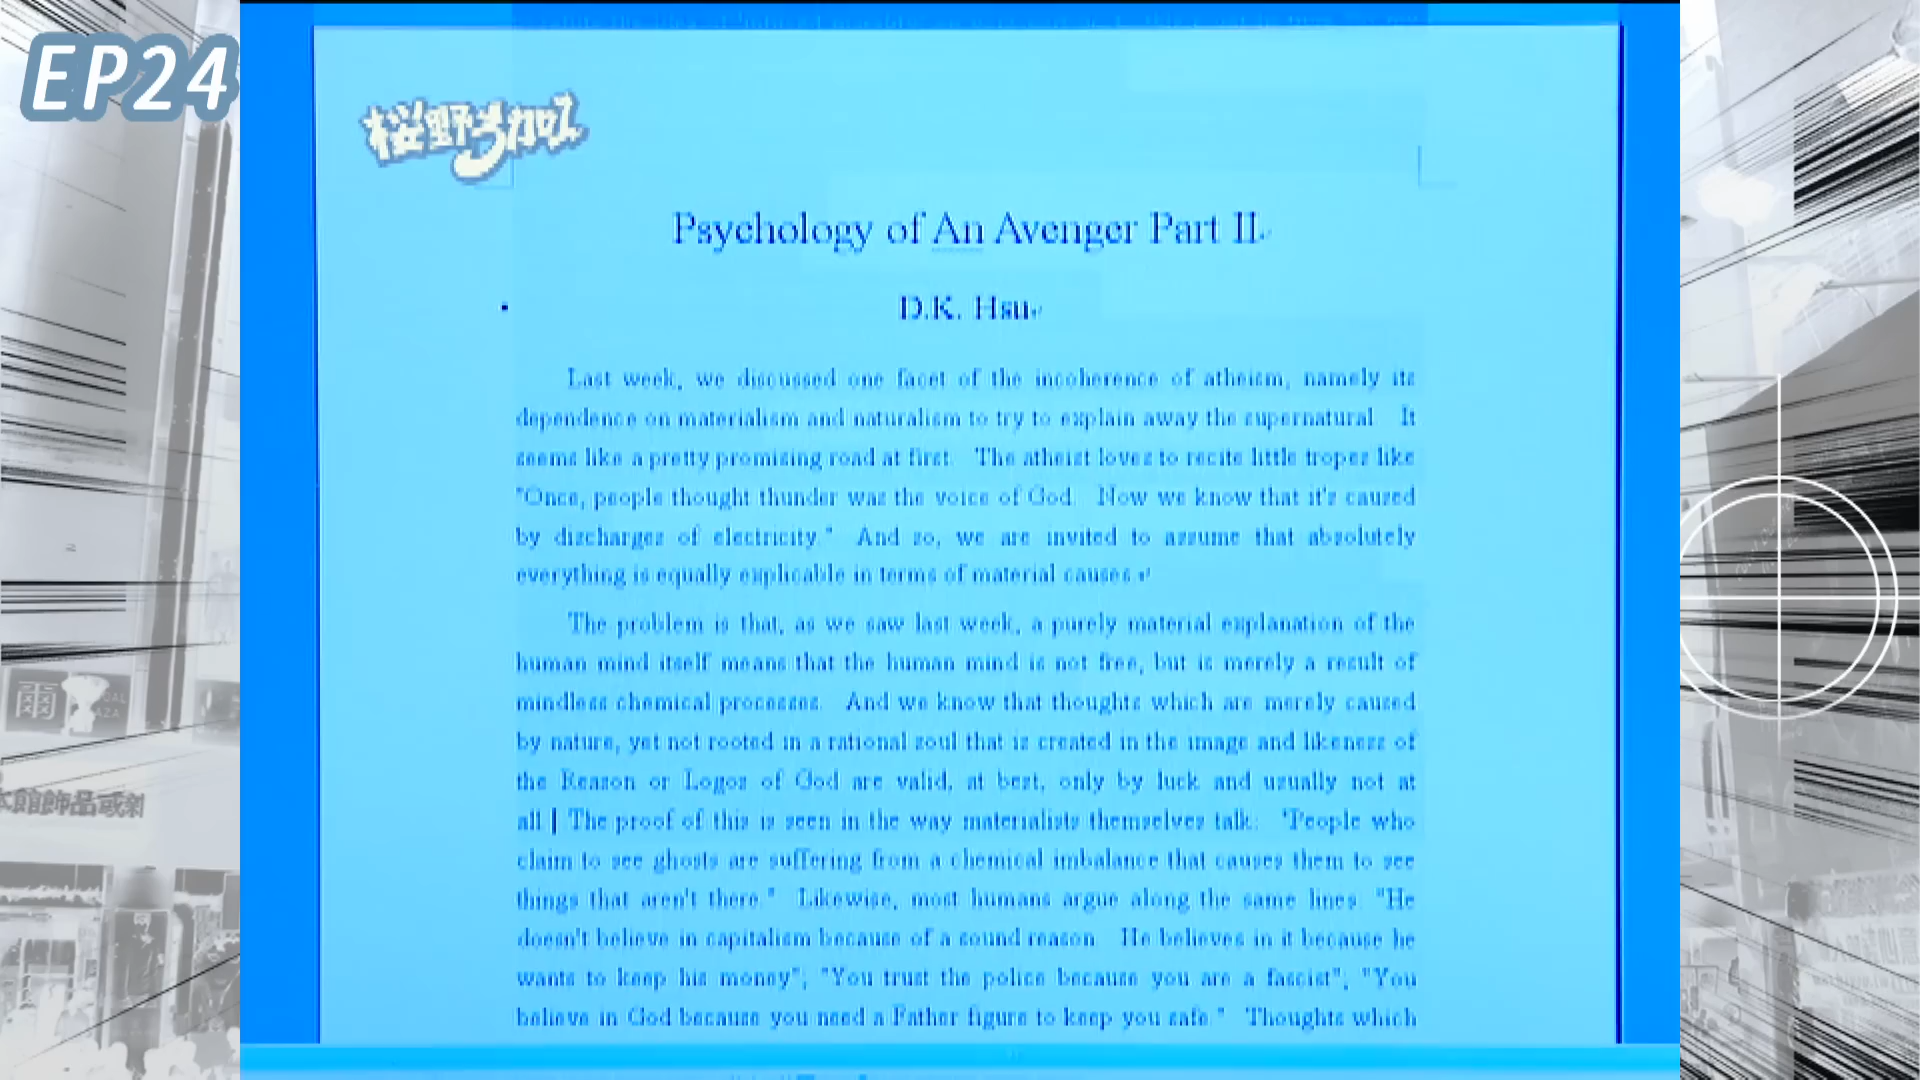 EP24
桜野加奴
Psychology of An Avenger Part II
D.K. Hsu
Last week, we discussed one facet of the incoherence of atheism, namely its
dependence on materialism and naturalism to try to explain away the supernatural. It
seems like a pretty promising road at first. The atheist loves to recite little tropes like
"Once, people thought thunder was the voice of God. Now we know that it's caused
by discharges of electricity." And so, we are invited to assume that absolutely
everything is equally explicable in terms of material causes.
The problem is that, as we saw last week, a purely material explanation of the
human mind itself means that the human mind is not free, but is merely a result of
mindless chemical processes. And we know that thoughts which are merely caused
by nature, yet not rooted in a rational soul that is created in the image and likeness of
the Reason or Logos of God are valid, at best, only by luck and usually not at
all. The proof of this is seen in the way materialists themselves talk: "People who
claim to see ghosts are suffering from a chemical imbalance that causes them to see
things that aren't there." Likewise, most humans argue along the same lines. "He
doesn't believe in capitalism because of a sound reason. He believes in it because he
wants to keep his money"; "You trust the police because you are a fascist"; "You
believe in God because you need a Father figure to keep you safe." Thoughts which
爾
本館飾品或